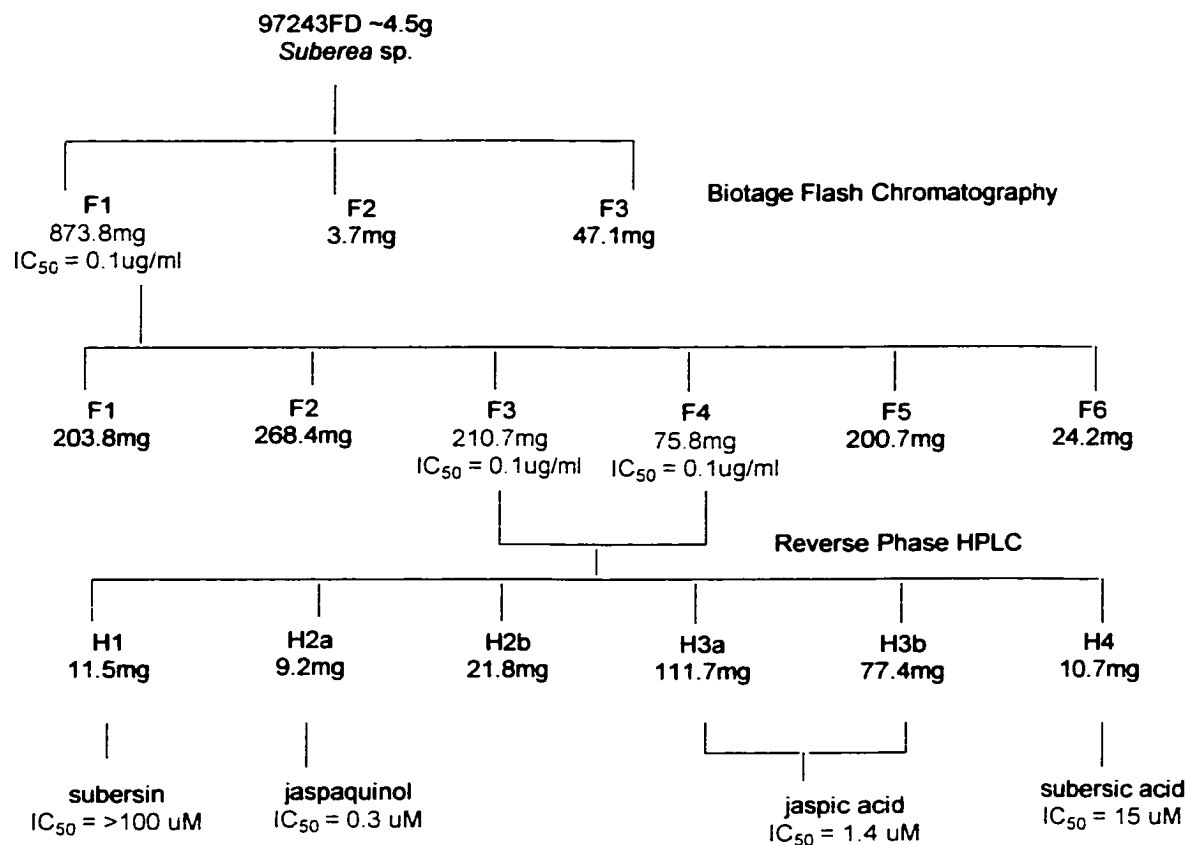 97243FD ~4.5g
Suberea sp.
F1
873.8mg
IC50 = 0.1ug/ml
F2
3.7mg
F3
47.1mg
Biotage Flash Chromatography
F1
203.8mg
F2
268.4mg
F3
210.7mg
IC50 = 0.1ug/ml
F4
75.8mg
IC50 = 0.1ug/ml
F5
200.7mg
F6
24.2mg
Reverse Phase HPLC
H1
11.5mg
H2a
9.2mg
H2b
21.8mg
H3a
111.7mg
H3b
77.4mg
H4
10.7mg
subersin
IC50 = >100 uM
jaspaquinol
IC50 = 0.3 uM
jaspic acid
IC50 = 1.4 uM
subersic acid
IC50 = 15 uM